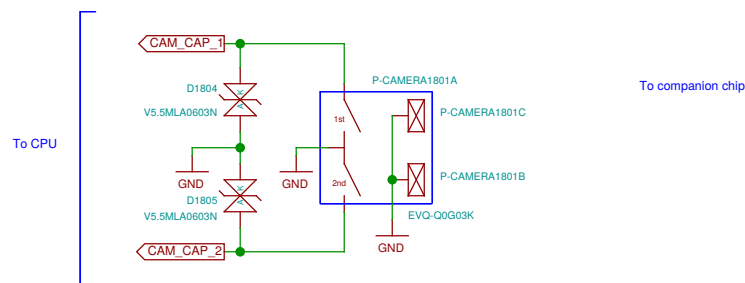 CAM_CAP_1
P-CAMERA1801A
D1804
A K
V5.5MLA0603N
1st
P-CAMERA1801C
To companion chip
To CPU
GND
GND
2nd
P-CAMERA1801B
D1805
A K
V5.5MLA0603N
EVQ-Q0G03K
CAM_CAP_2
GND